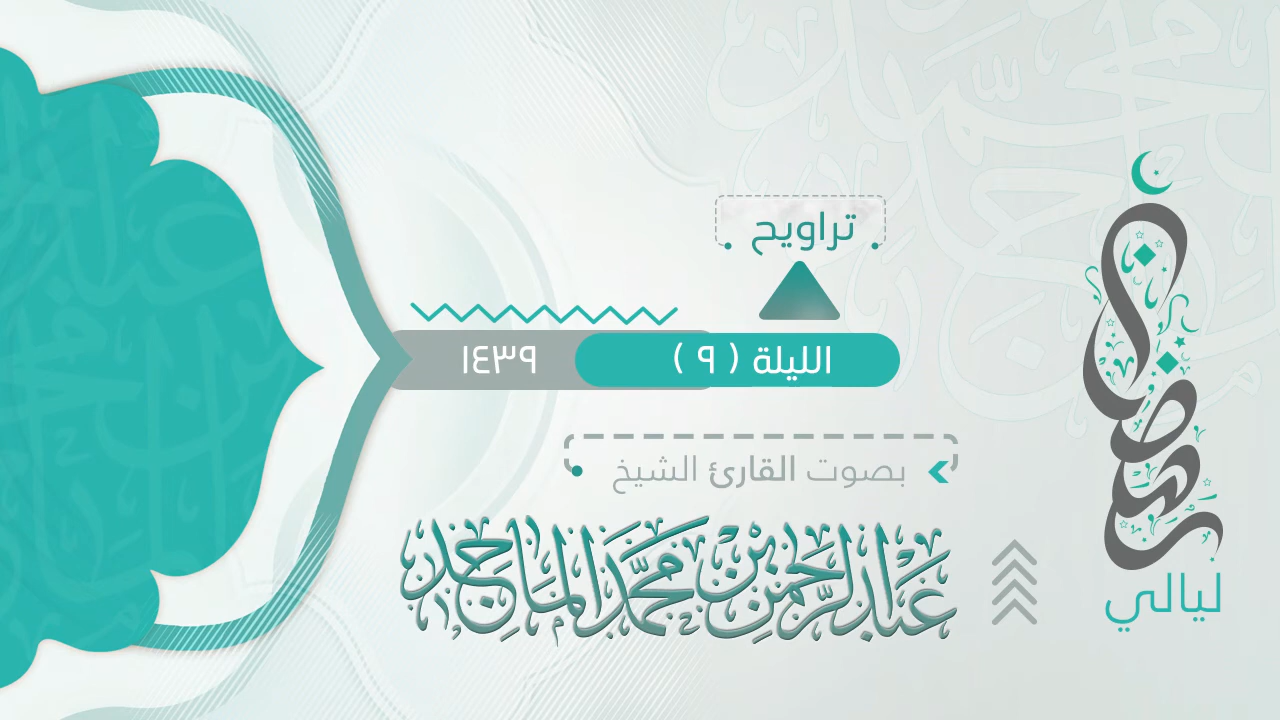 تراويح
الليلة ( ٩ ) ١٤٣٩
بصوت القارئ الشيخ
عبدالرحمن بن محمد الماجد
ليالي
رمضان